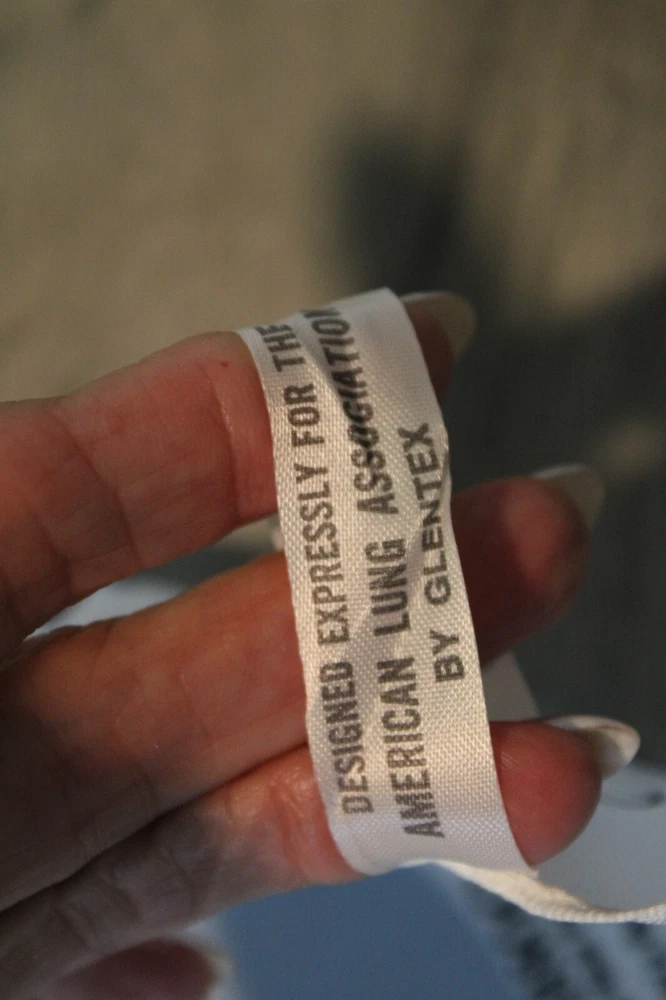 DESIGNED EXPRESSLY FOR THE
AMERICAN LUNG ASSOCIATION
BY GLENTEX